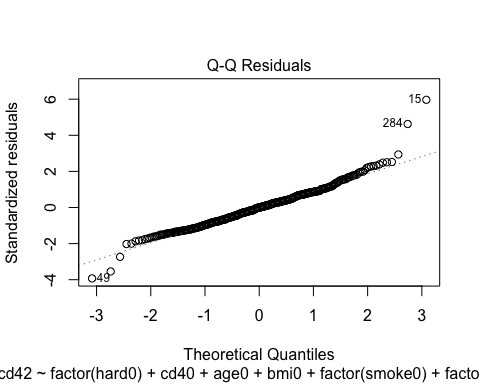 Q-Q Residuals
Standardized residuals
6
4
2
0
-2
-4
15
284
49
-3 -2 -1 0 1 2 3
Theoretical Quantiles
cd42 ~ factor(hard0) + cd40 + age0 + bmi0 + factor(smoke0) + facto